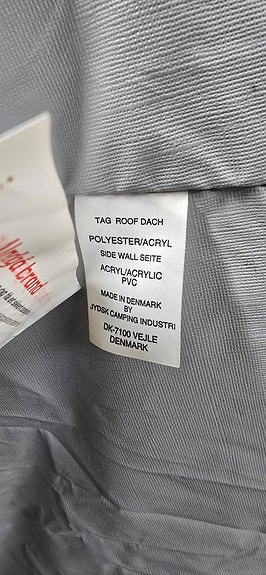 TAG ROOF DACH
POLYESTER/ACRYL
SIDE WALL SEITE
ACRYL/ACRYLIC
PVC
MADE IN DENMARK
BY
JYDSK CAMPING INDUSTRI
DK-7100 VEJLE
DENMARK
brand